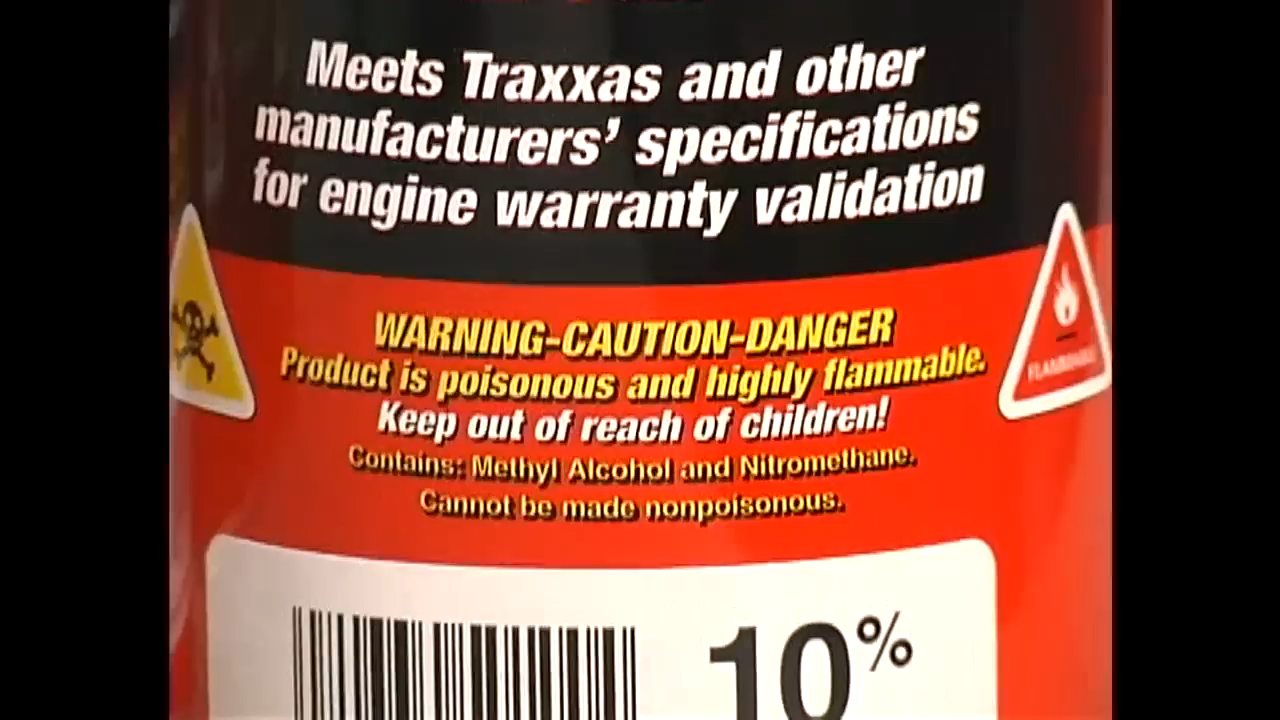 Meets Traxxas and other
manufacturers' specifications
for engine warranty validation
WARNING-CAUTION-DANGER
Product is poisonous and highly flammable.
Keep out of reach of children!
Contains: Methyl Alcohol and Nitromethane.
Cannot be made nonpoisonous.
FLAMMABLE
10%